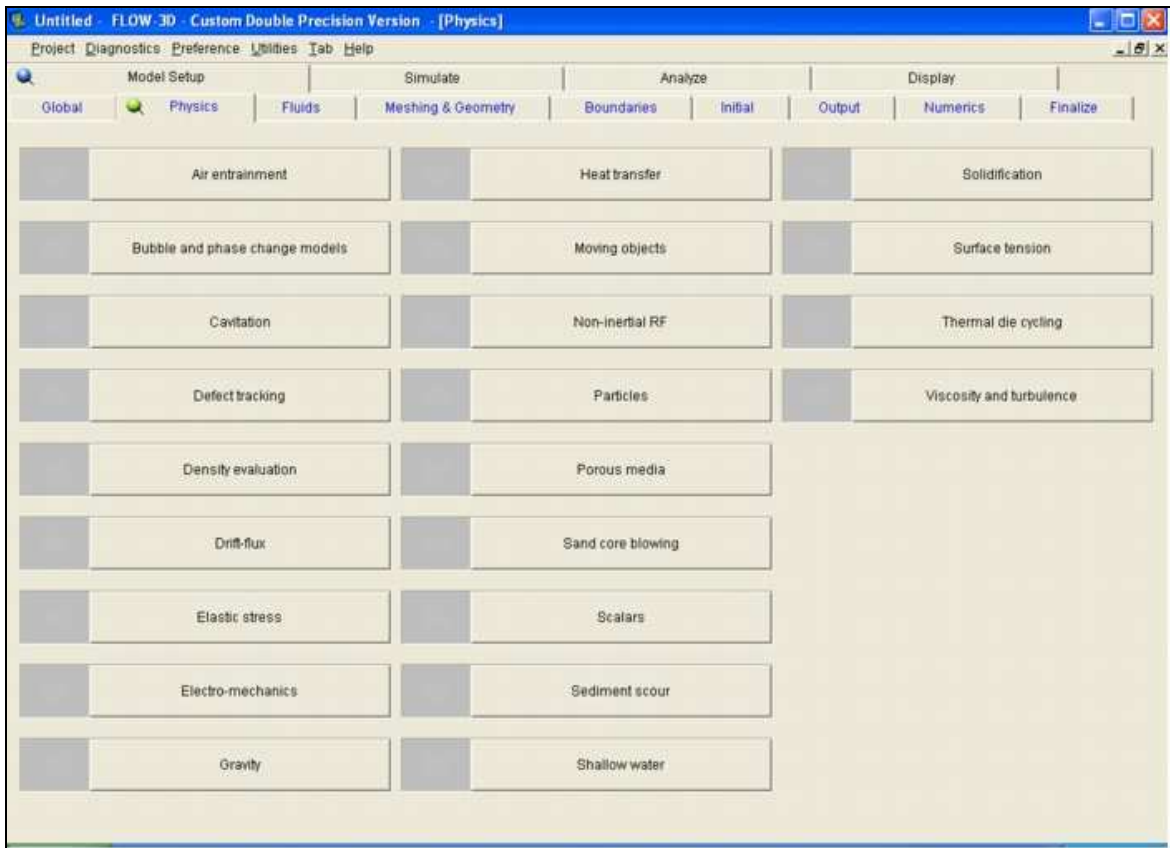 Untitled - FLOW-3D - Custom Double Precision Version - [Physics]
Project Diagnostics Preference Utilities Tab Help
Model Setup Simulate Analyze Display
Global Physics Fluids Meshing & Geometry Boundaries Initial Output Numerics Finalize
Air entrainment Heat transfer Solidification
Bubble and phase change models Moving objects Surface tension
Cavitation Non-inertial RF Thermal die cycling
Defect tracking Particles Viscosity and turbulence
Density evaluation Porous media
Drift-flux Sand core blowing
Elastic stress Scalars
Electro-mechanics Sediment scour
Gravity Shallow water